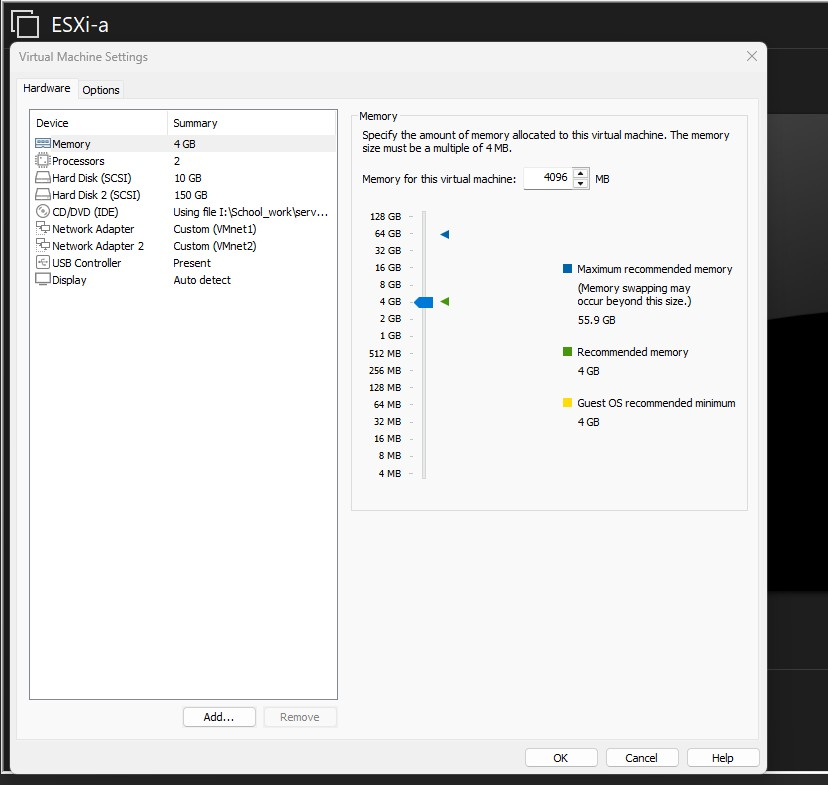 ESXi-a
Virtual Machine Settings
Hardware
Options
Device Summary
Memory 4 GB
Processors 2
Hard Disk (SCSI) 10 GB
Hard Disk 2 (SCSI) 150 GB
CD/DVD (IDE) Using file I:\School_work\serv...
Network Adapter Custom (VMnet1)
Network Adapter 2 Custom (VMnet2)
USB Controller Present
Display Auto detect
Add...
Remove
Memory
Specify the amount of memory allocated to this virtual machine. The memory
size must be a multiple of 4 MB.
Memory for this virtual machine: 4096 MB
128 GB
64 GB
32 GB
16 GB
8 GB
4 GB
2 GB
1 GB
512 MB
256 MB
128 MB
64 MB
32 MB
16 MB
8 MB
4 MB
Maximum recommended memory
(Memory swapping may
occur beyond this size.)
55.9 GB
Recommended memory
4 GB
Guest OS recommended minimum
4 GB
OK
Cancel
Help